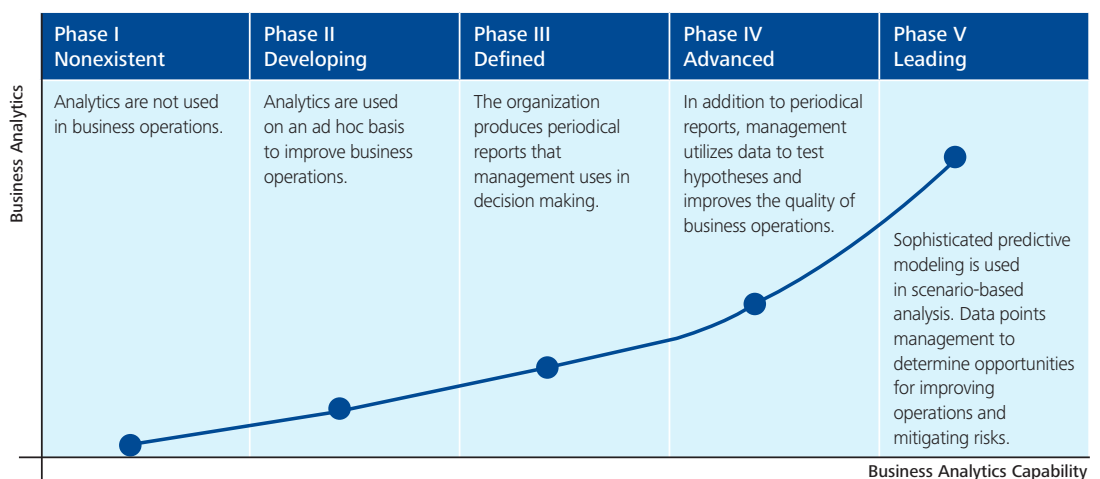 Phase I
Nonexistent
Phase II
Developing
Phase III
Defined
Phase IV
Advanced
Phase V
Leading
Business Analytics
Analytics are not used
in business operations.
Analytics are used
on an ad hoc basis
to improve business
operations.
The organization
produces periodical
reports that
management uses in
decision making.
In addition to periodical
reports, management
utilizes data to test
hypotheses and
improves the quality of
business operations.
Sophisticated predictive
modeling is used
in scenario-based
analysis. Data points
management to
determine opportunities
for improving
operations and
mitigating risks.
Business Analytics Capability